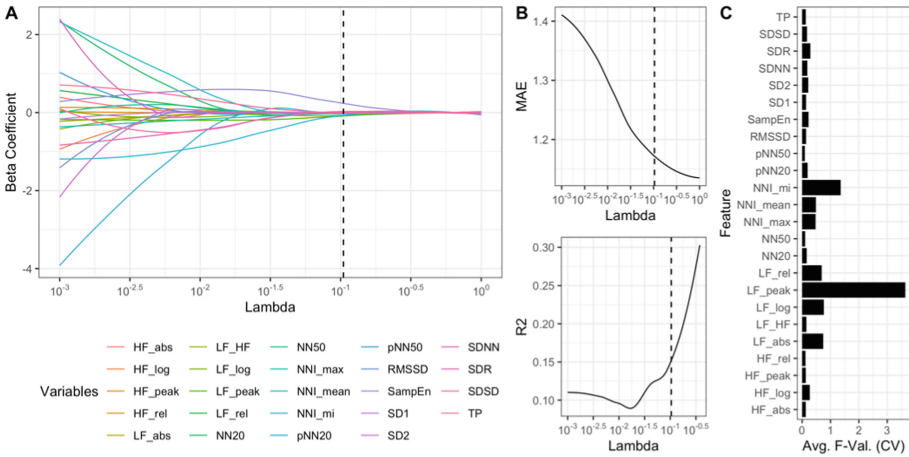 A
2
0
-2
-4
Beta Coefficient
10^-3
10^-2.5
10^-2
10^-1.5
10^-1
10^-0.5
10^0
Lambda
Variables
HF_abs
HF_log
HF_peak
HF_rel
LF_abs
LF_HF
LF_log
LF_peak
LF_rel
NN20
NN50
NNI_max
NNI_mean
NNI_mi
pNN20
pNN50
RMSSD
SampEn
SD1
SD2
SDNN
SDR
SDSD
TP
B
1.4
1.3
1.2
MAE
10^-3
10^-2.5
10^-2
10^-1.5
10^-1
10^-0.5
10^0
Lambda
0.30
0.25
0.20
0.15
0.10
R2
10^-3
10^-2.5
10^-2
10^-1.5
10^-1
10^-0.5
Lambda
C
TP
SDSD
SDR
SDNN
SD2
SD1
SampEn
RMSSD
pNN50
pNN20
NNI_mi
NNI_mean
NNI_max
NN50
NN20
LF_rel
LF_peak
LF_log
LF_HF
LF_abs
HF_rel
HF_peak
HF_log
HF_abs
Feature
0
1
2
3
Avg. F-Val. (CV)